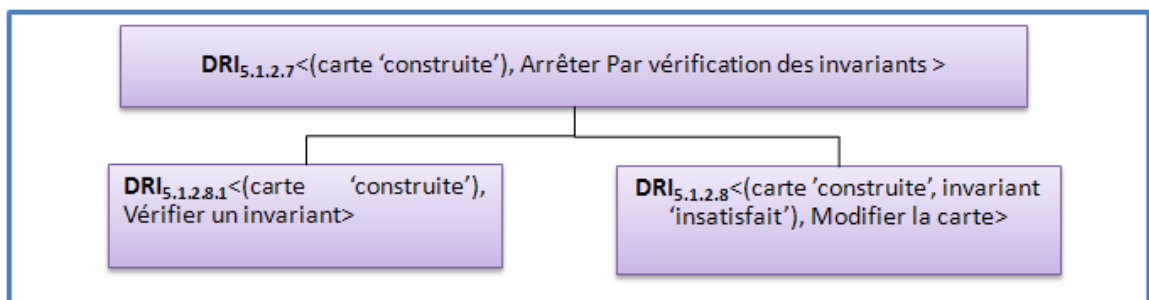 DRI5.1.2.7<(carte ‘construite’), Arrêter Par vérification des invariants >
DRI5.1.2.8.1<(carte ‘construite’),
Vérifier un invariant>
DRI5.1.2.8<(carte ’construite’, invariant
‘insatisfait’), Modifier la carte>